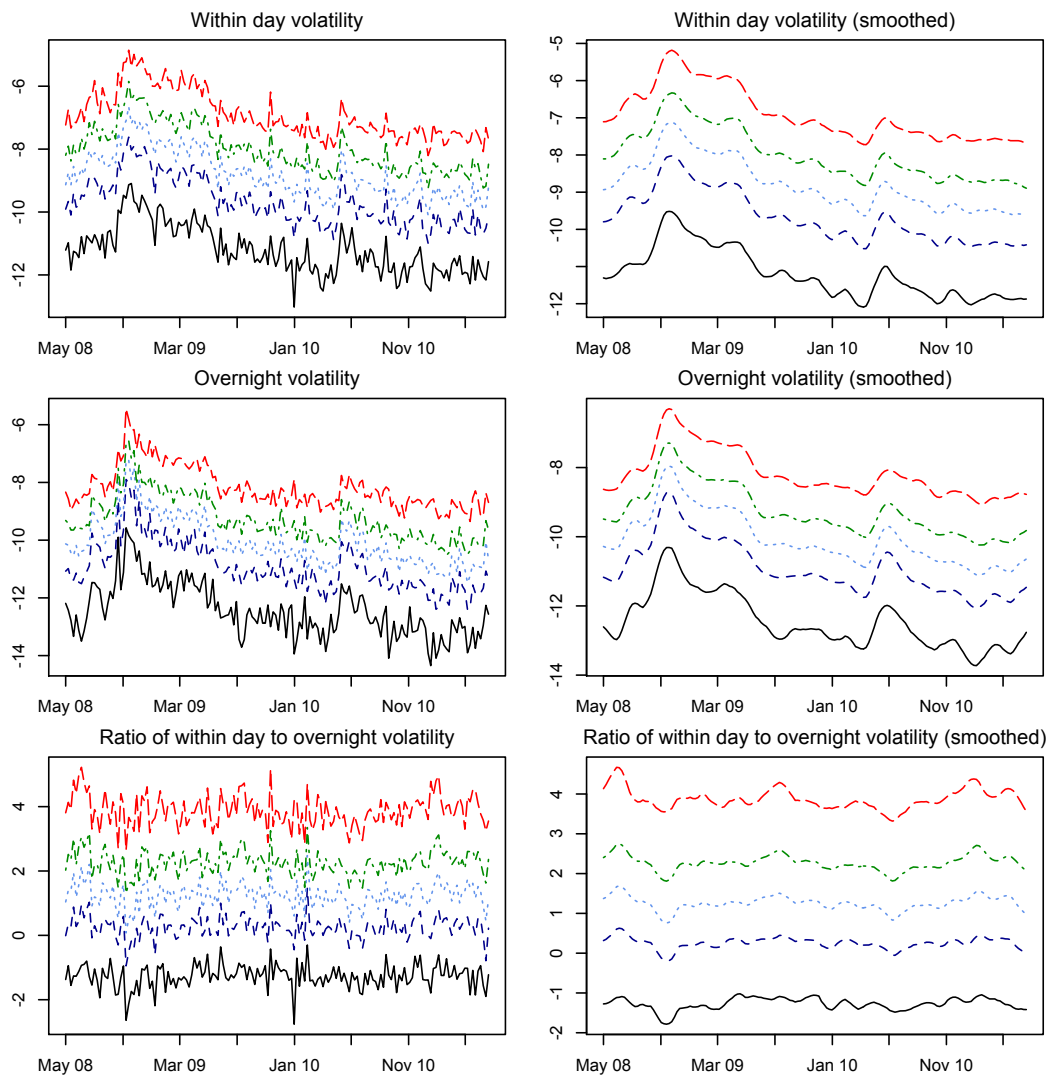 Within day volatility
-6
-8
-10
-12
May 08 Mar 09 Jan 10 Nov 10
Within day volatility (smoothed)
-5
-7
-8
-9
-10
-12
May 08 Mar 09 Jan 10 Nov 10
Overnight volatility
-6
-8
-10
-12
-14
May 08 Mar 09 Jan 10 Nov 10
Overnight volatility (smoothed)
-8
-10
-12
-14
May 08 Mar 09 Jan 10 Nov 10
Ratio of within day to overnight volatility
4
2
0
-2
May 08 Mar 09 Jan 10 Nov 10
Ratio of within day to overnight volatility (smoothed)
4
3
2
1
0
-1
-2
May 08 Mar 09 Jan 10 Nov 10